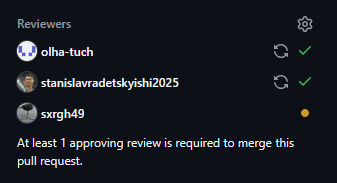 Reviewers
olha-tuch
stanislavradetskyishi2025
sxrgh49
At least 1 approving review is required to merge this
pull request.